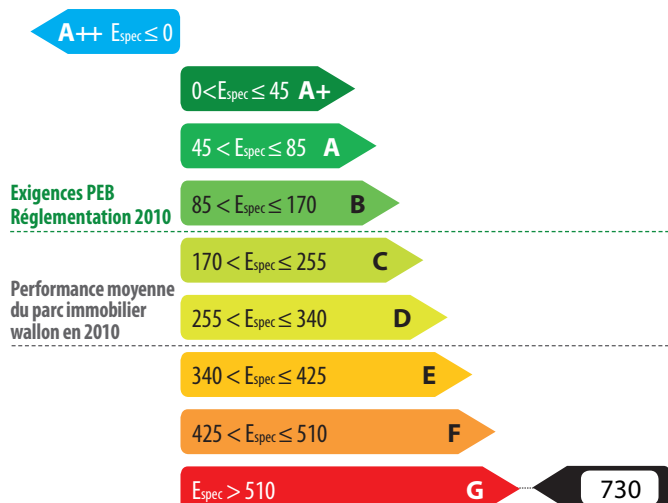 A++ Espec ≤ 0
0<Espec ≤ 45 A+
45 < Espec ≤ 85 A
Exigences PEB
Réglementation 2010
85 < Espec ≤ 170 B
170 < Espec ≤ 255 C
Performance moyenne
du parc immobilier
wallon en 2010
255 < Espec ≤ 340 D
340 < Espec ≤ 425 E
425 < Espec ≤ 510 F
Espec > 510 G 730